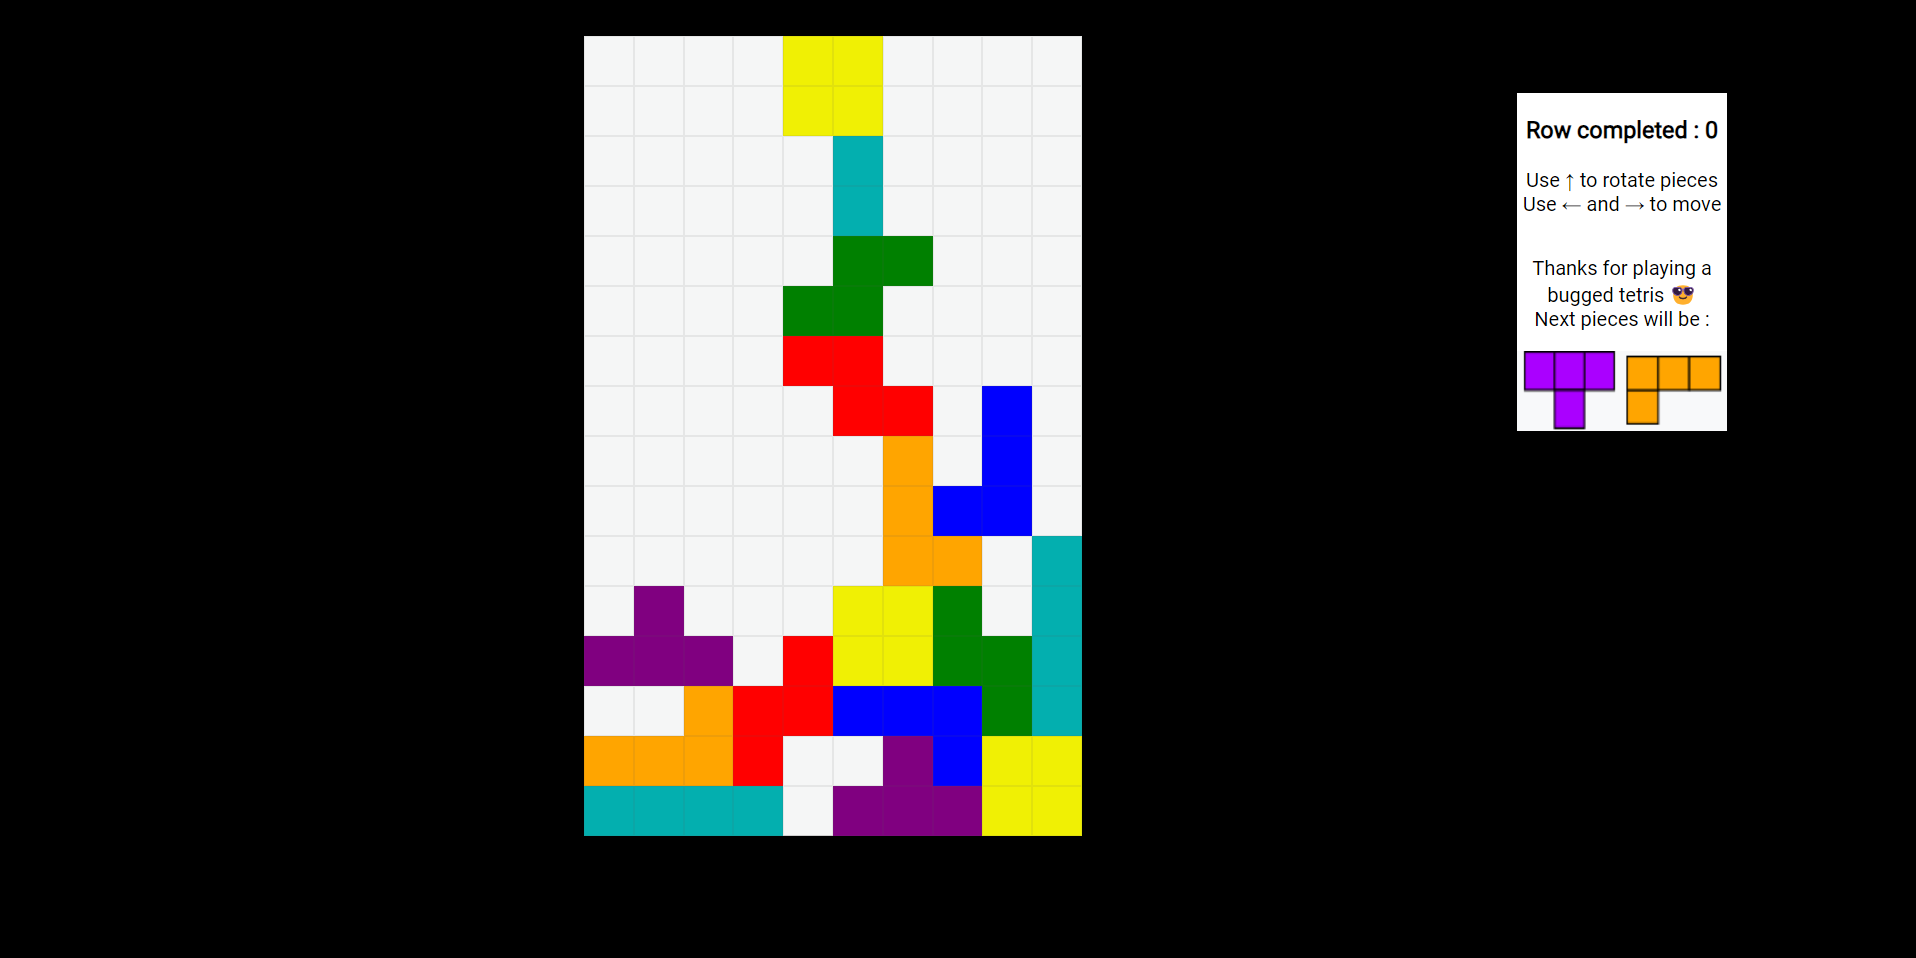 Row completed : 0
Use ↑ to rotate pieces
Use ← and → to move
Thanks for playing a
bugged tetris 😎
Next pieces will be :